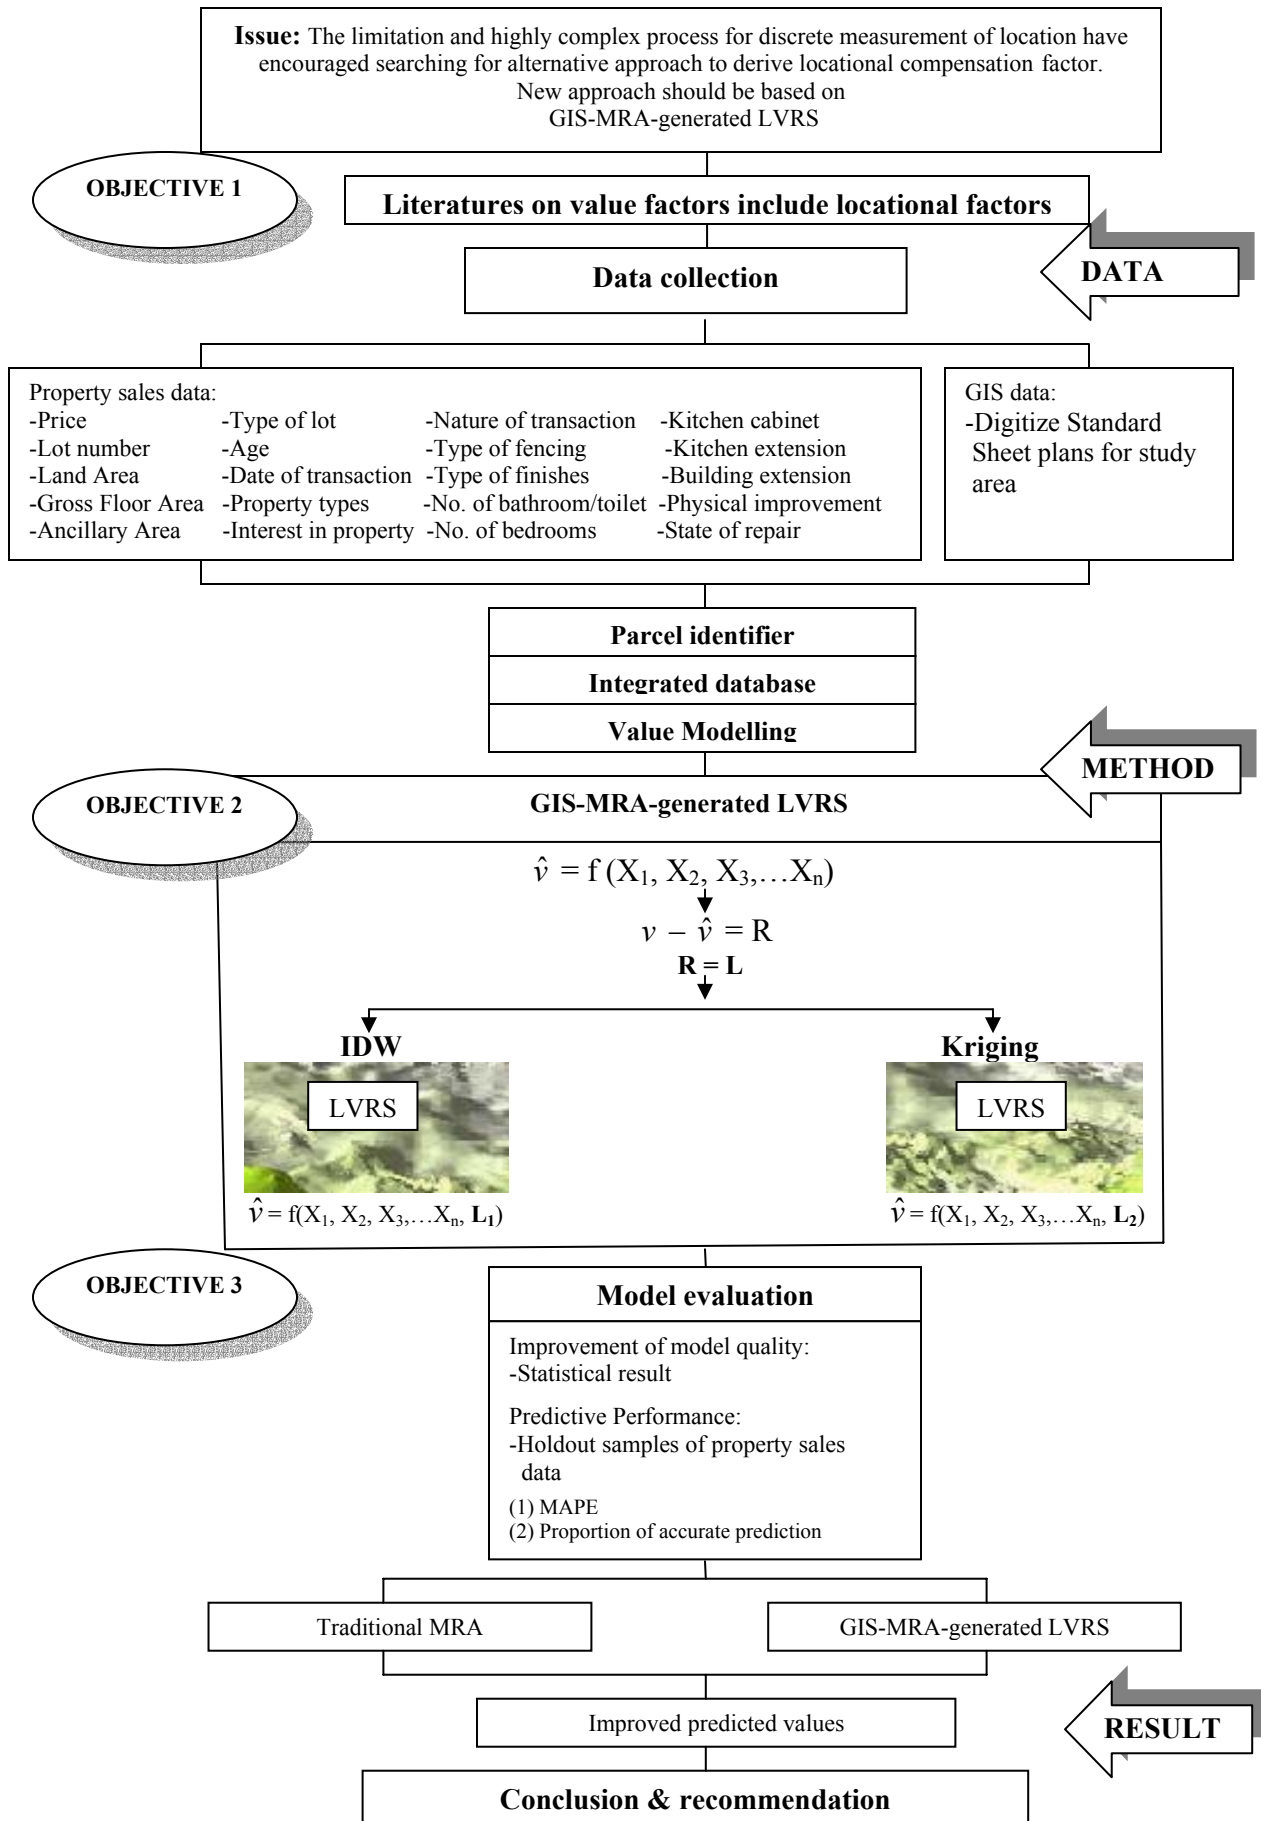 Issue: The limitation and highly complex process for discrete measurement of location have
encouraged searching for alternative approach to derive locational compensation factor.
New approach should be based on
GIS-MRA-generated LVRS
OBJECTIVE 1
Literatures on value factors include locational factors
Data collection
DATA
Property sales data:
-Price -Type of lot -Nature of transaction -Kitchen cabinet
-Lot number -Age -Type of fencing -Kitchen extension
-Land Area -Date of transaction -Type of finishes -Building extension
-Gross Floor Area -Property types -No. of bathroom/toilet -Physical improvement
-Ancillary Area -Interest in property -No. of bedrooms -State of repair
GIS data:
-Digitize Standard
Sheet plans for study
area
Parcel identifier
Integrated database
Value Modelling
METHOD
OBJECTIVE 2
GIS-MRA-generated LVRS
v̂ = f (X₁, X₂, X₃,…Xₙ)
v – v̂ = R
R = L
IDW
Kriging
LVRS
LVRS
v̂ = f(X₁, X₂, X₃,…Xₙ, L₁)
v̂ = f(X₁, X₂, X₃,…Xₙ, L₂)
OBJECTIVE 3
Model evaluation
Improvement of model quality:
-Statistical result
Predictive Performance:
-Holdout samples of property sales
data
(1) MAPE
(2) Proportion of accurate prediction
Traditional MRA
GIS-MRA-generated LVRS
Improved predicted values
RESULT
Conclusion & recommendation